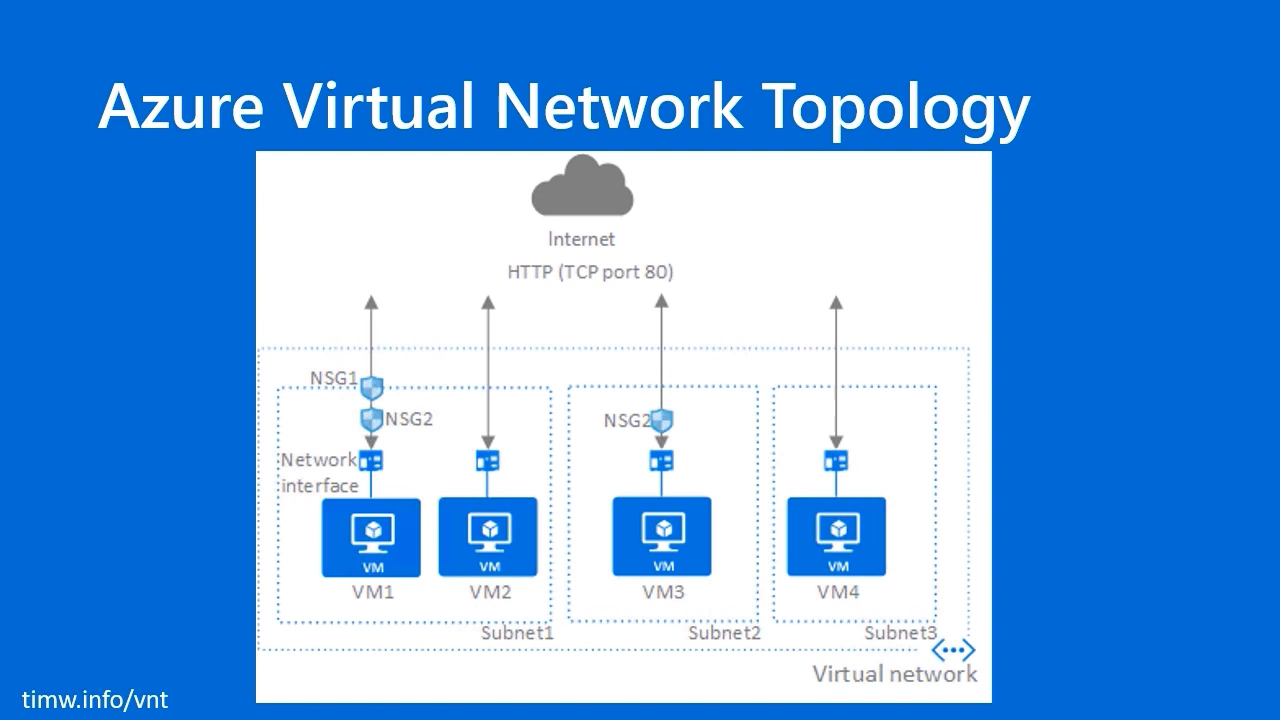 Azure Virtual Network Topology
Internet
HTTP (TCP port 80)
NSG1
NSG2
NSG2
Network
interface
VM
VM
VM
VM
VM1
VM2
VM3
VM4
Subnet1
Subnet2
Subnet3
Virtual network
timw.info/vnt